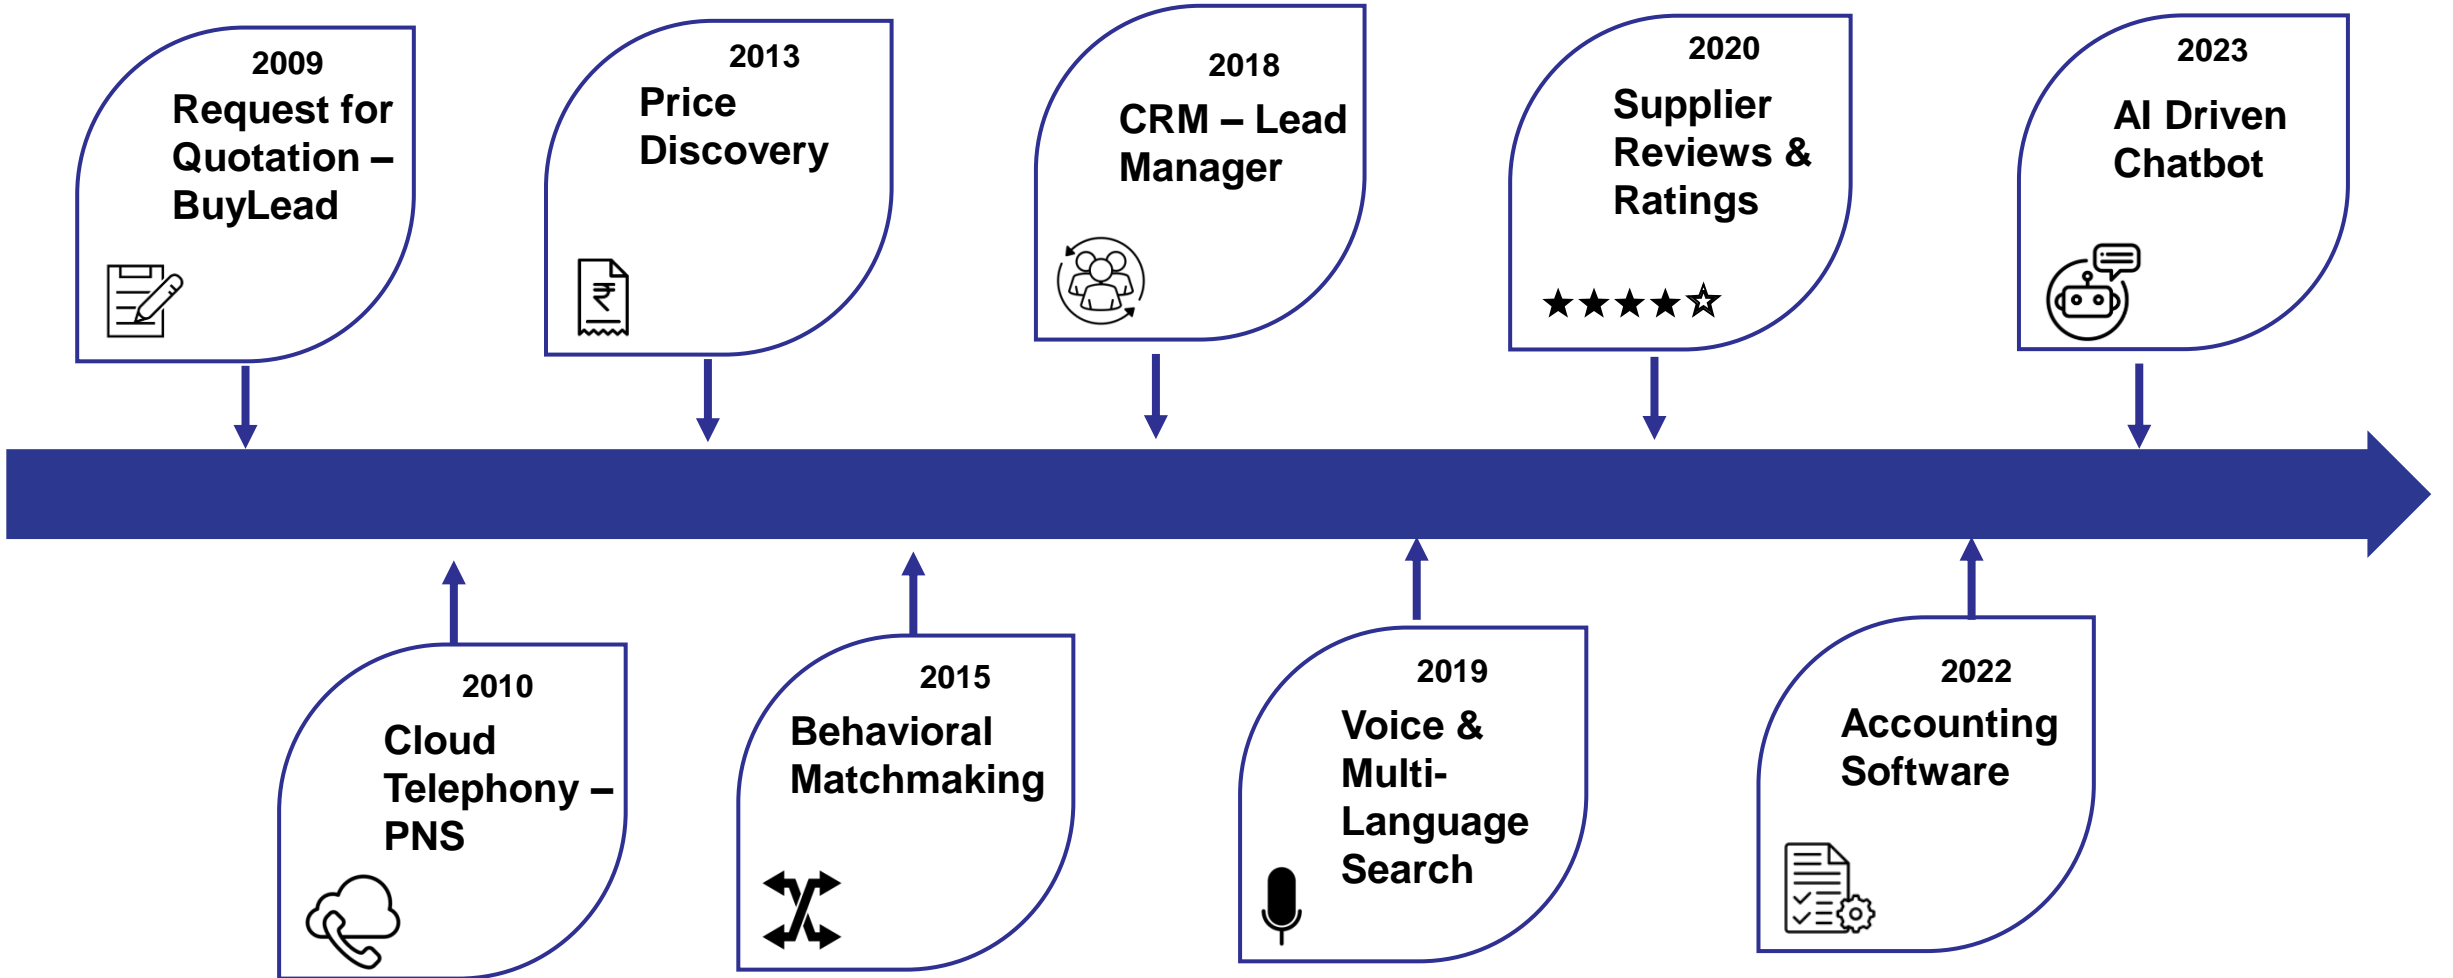 2009
Request for
Quotation –
BuyLead
2013
Price
Discovery
2018
CRM – Lead
Manager
2020
Supplier
Reviews &
Ratings
2023
AI Driven
Chatbot
2010
Cloud
Telephony –
PNS
2015
Behavioral
Matchmaking
2019
Voice &
Multi-
Language
Search
2022
Accounting
Software